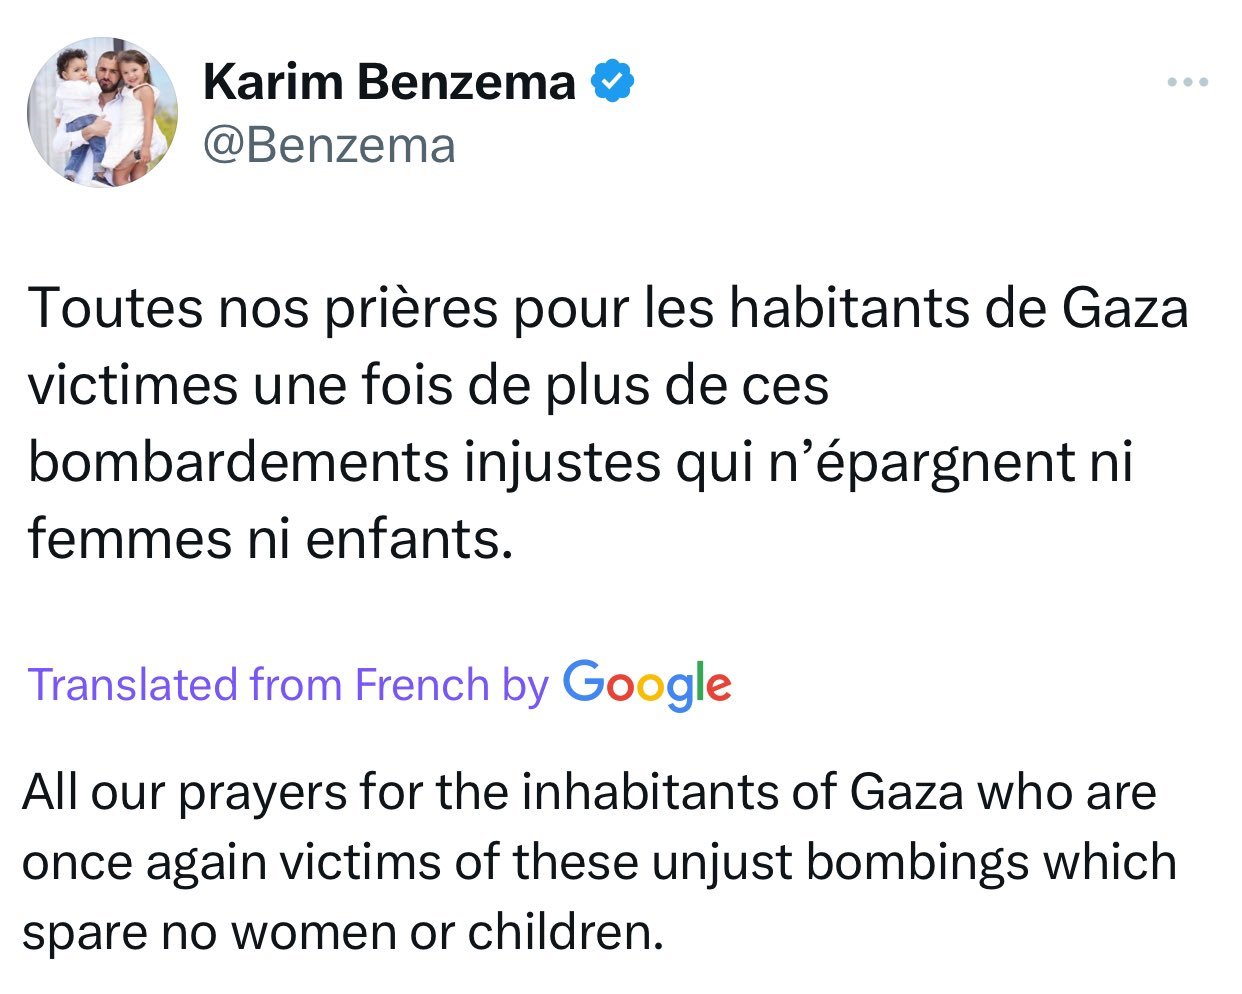 Karim Benzema
@Benzema
Toutes nos prières pour les habitants de Gaza
victimes une fois de plus de ces
bombardements injustes qui n’épargnent ni
femmes ni enfants.
Translated from French by Google
All our prayers for the inhabitants of Gaza who are
once again victims of these unjust bombings which
spare no women or children.